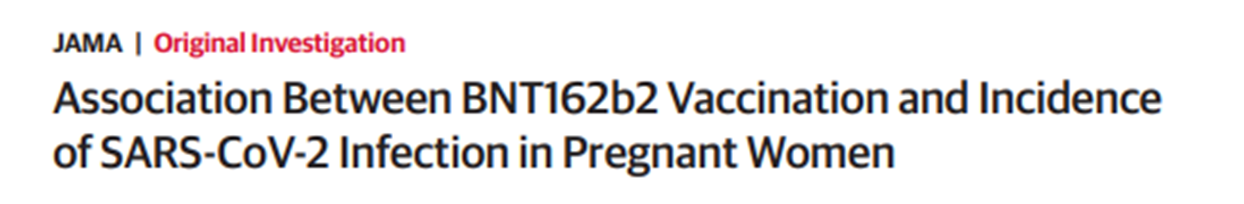 JAMA | Original Investigation
Association Between BNT162b2 Vaccination and Incidence
of SARS-CoV-2 Infection in Pregnant Women